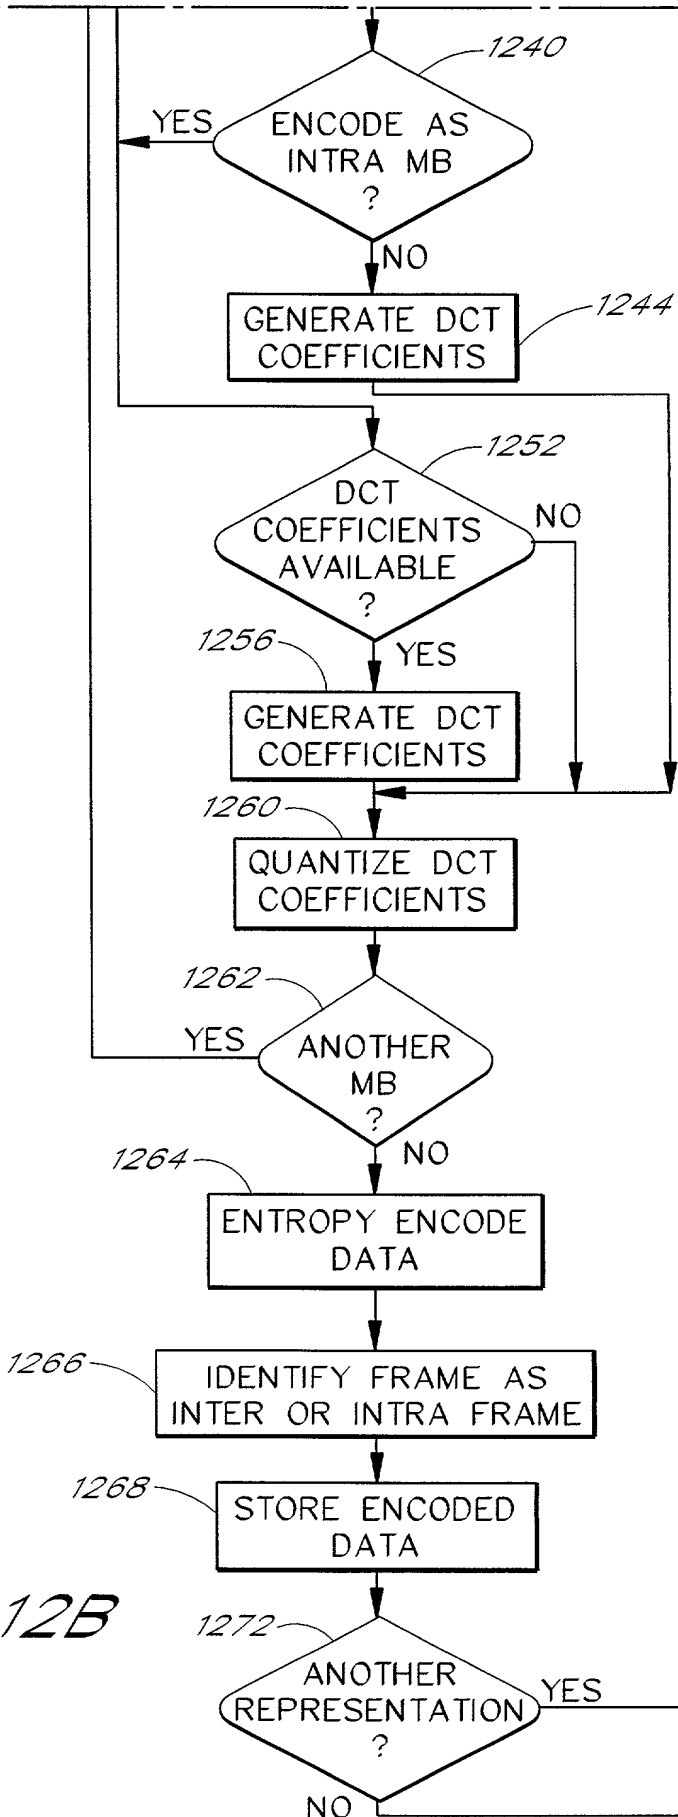 1240
YES
ENCODE AS
INTRA MB
?
NO
GENERATE DCT
COEFFICIENTS
1244
1252
DCT
COEFFICIENTS
AVAILABLE
?
NO
1256
YES
GENERATE DCT
COEFFICIENTS
1260
QUANTIZE DCT
COEFFICIENTS
1262
YES
ANOTHER
MB
?
NO
1264
ENTROPY ENCODE
DATA
1266
IDENTIFY FRAME AS
INTER OR INTRA FRAME
1268
STORE ENCODED
DATA
12B
1272
ANOTHER
REPRESENTATION
?
YES
NO